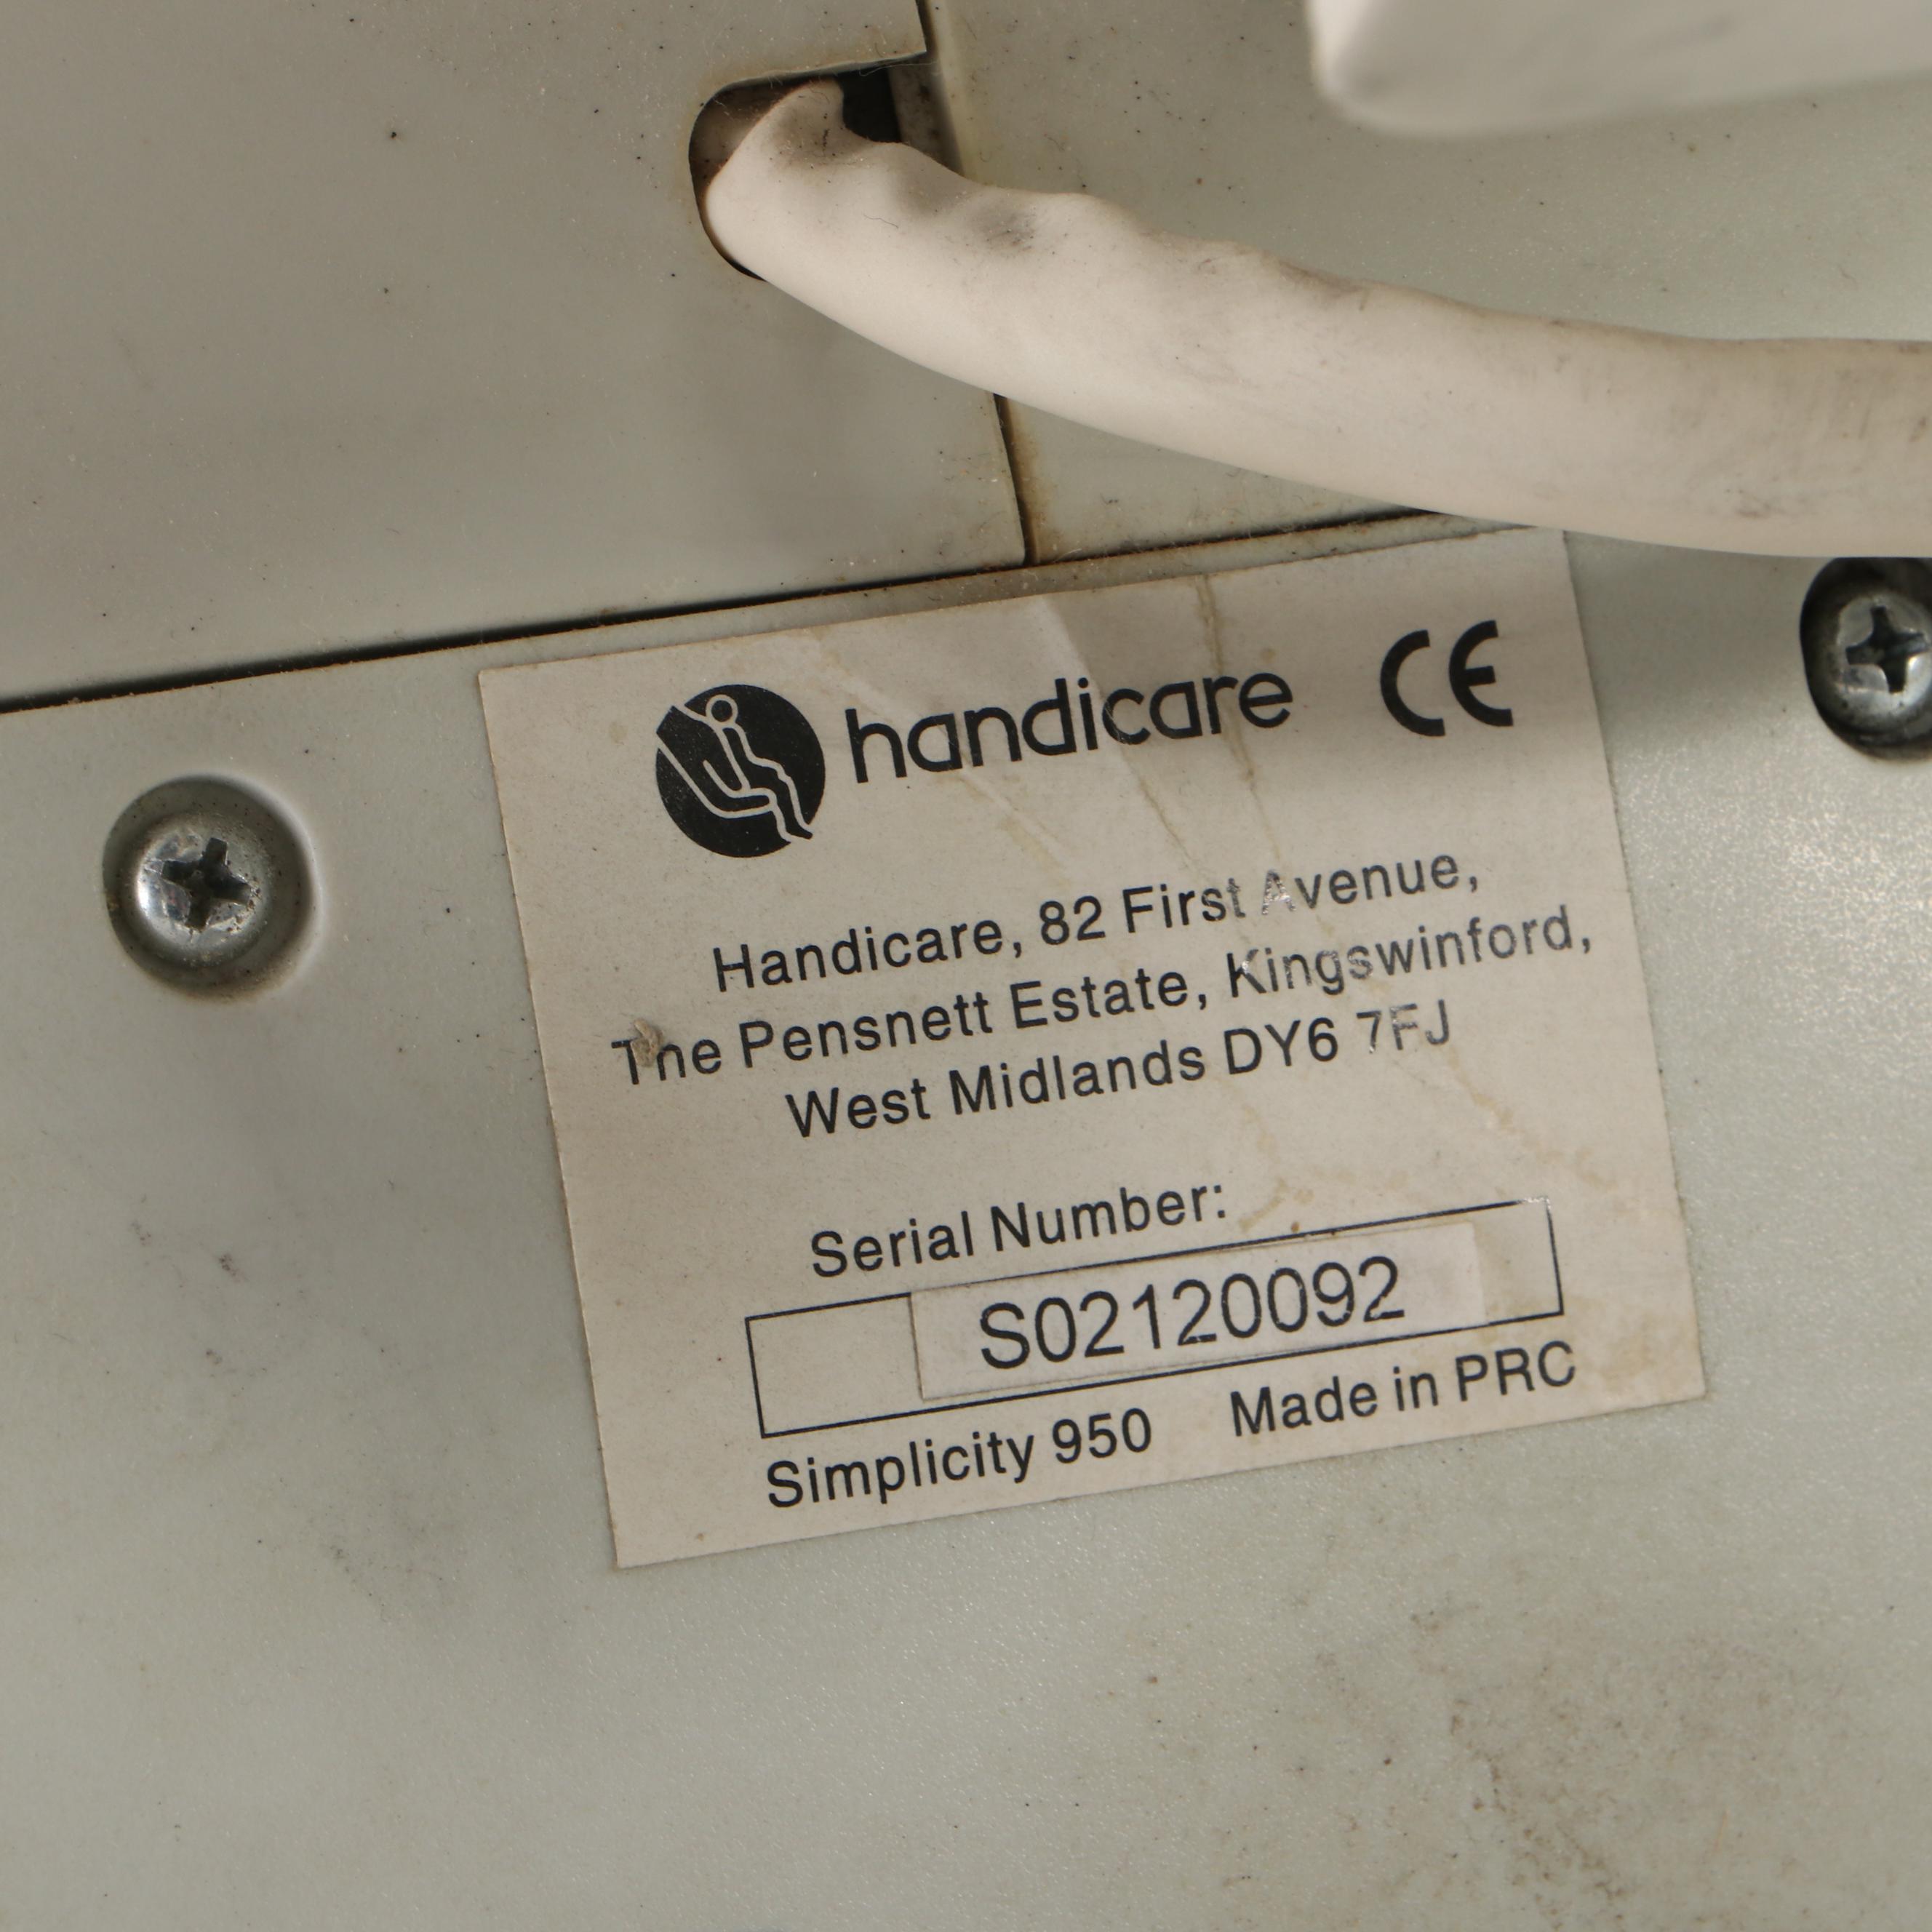 handicare CE
Handicare, 82 First Avenue,
The Pensnett Estate, Kingswinford,
West Midlands DY6 7FJ
Serial Number:
S02120092
Simplicity 950 Made in PRC